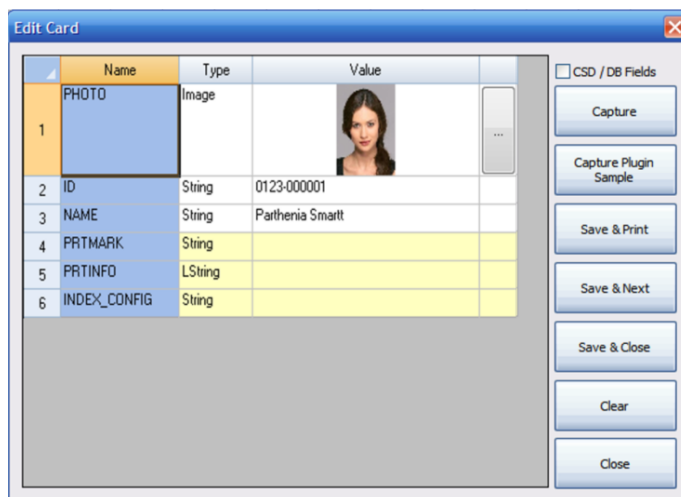 Edit Card
Name Type Value
CSD / DB Fields
1 PHOTO Image ...
Capture
Capture Plugin
Sample
2 ID String 0123-000001
3 NAME String Parthenia Smartt
Save & Print
4 PRTMARK String
5 PRTINFO LString
Save & Next
6 INDEX_CONFIG String
Save & Close
Clear
Close